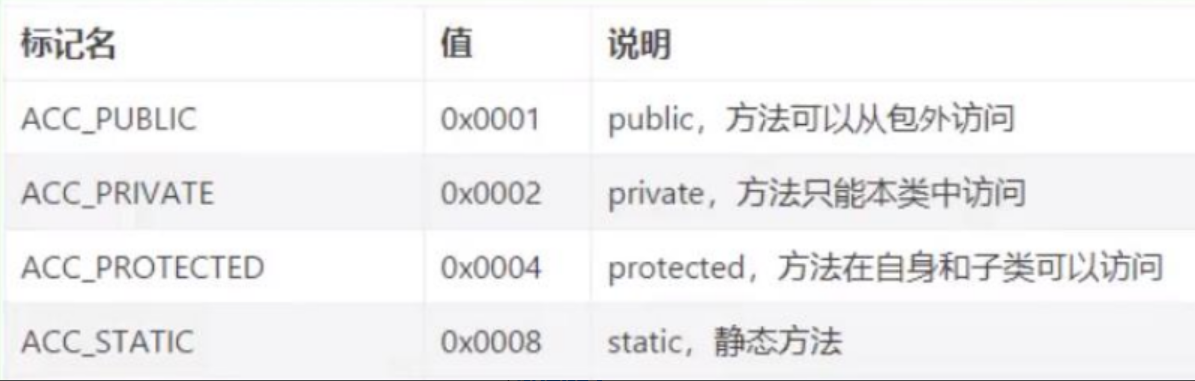 标记名 值 说明
ACC_PUBLIC 0x0001 public，方法可以从包外访问
ACC_PRIVATE 0x0002 private，方法只能本类中访问
ACC_PROTECTED 0x0004 protected，方法在自身和子类可以访问
ACC_STATIC 0x0008 static，静态方法